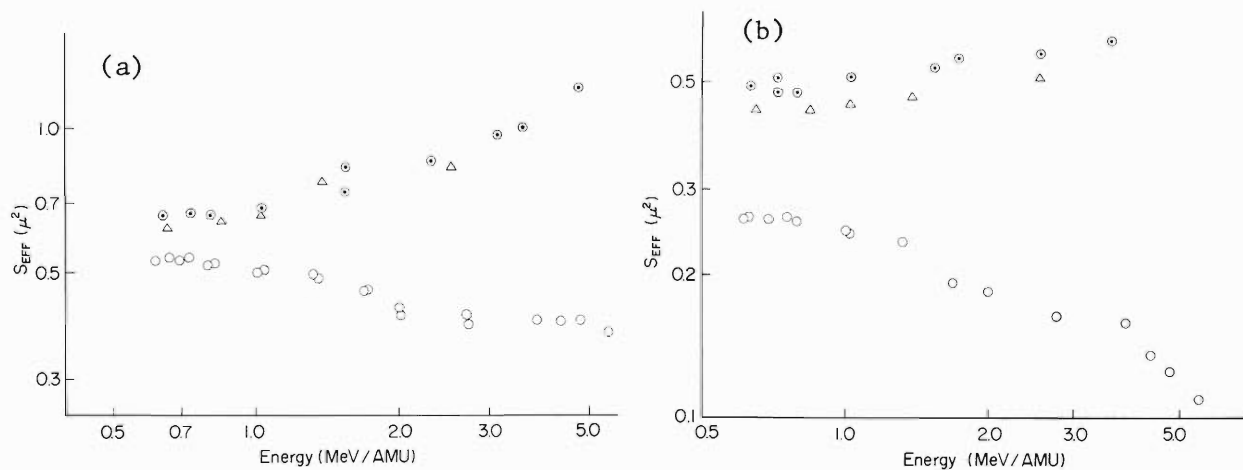 (a)
1.0
0.7
0.5
0.3
S_EFF (μ²)
0.5 0.7 1.0 2.0 3.0 5.0
Energy (MeV/AMU)
(b)
0.5
0.3
0.2
0.1
S_EFF (μ²)
0.5 1.0 2.0 3.0 5.0
Energy (MeV/AMU)